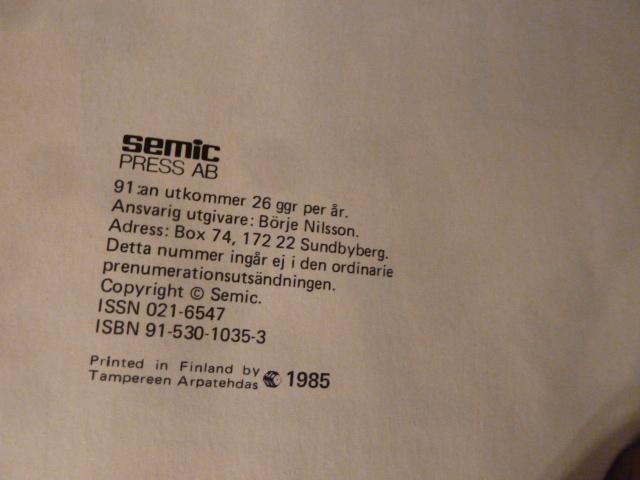 semic
PRESS AB
91:an utkommer 26 ggr per år.
Ansvarig utgivare: Börje Nilsson.
Adress: Box 74, 172 22 Sundbyberg.
Detta nummer ingår ej i den ordinarie
prenumerationsutsändningen.
Copyright © Semic.
ISSN 021-6547
ISBN 91-530-1035-3
Printed in Finland by
Tampereen Arpatehdas 1985